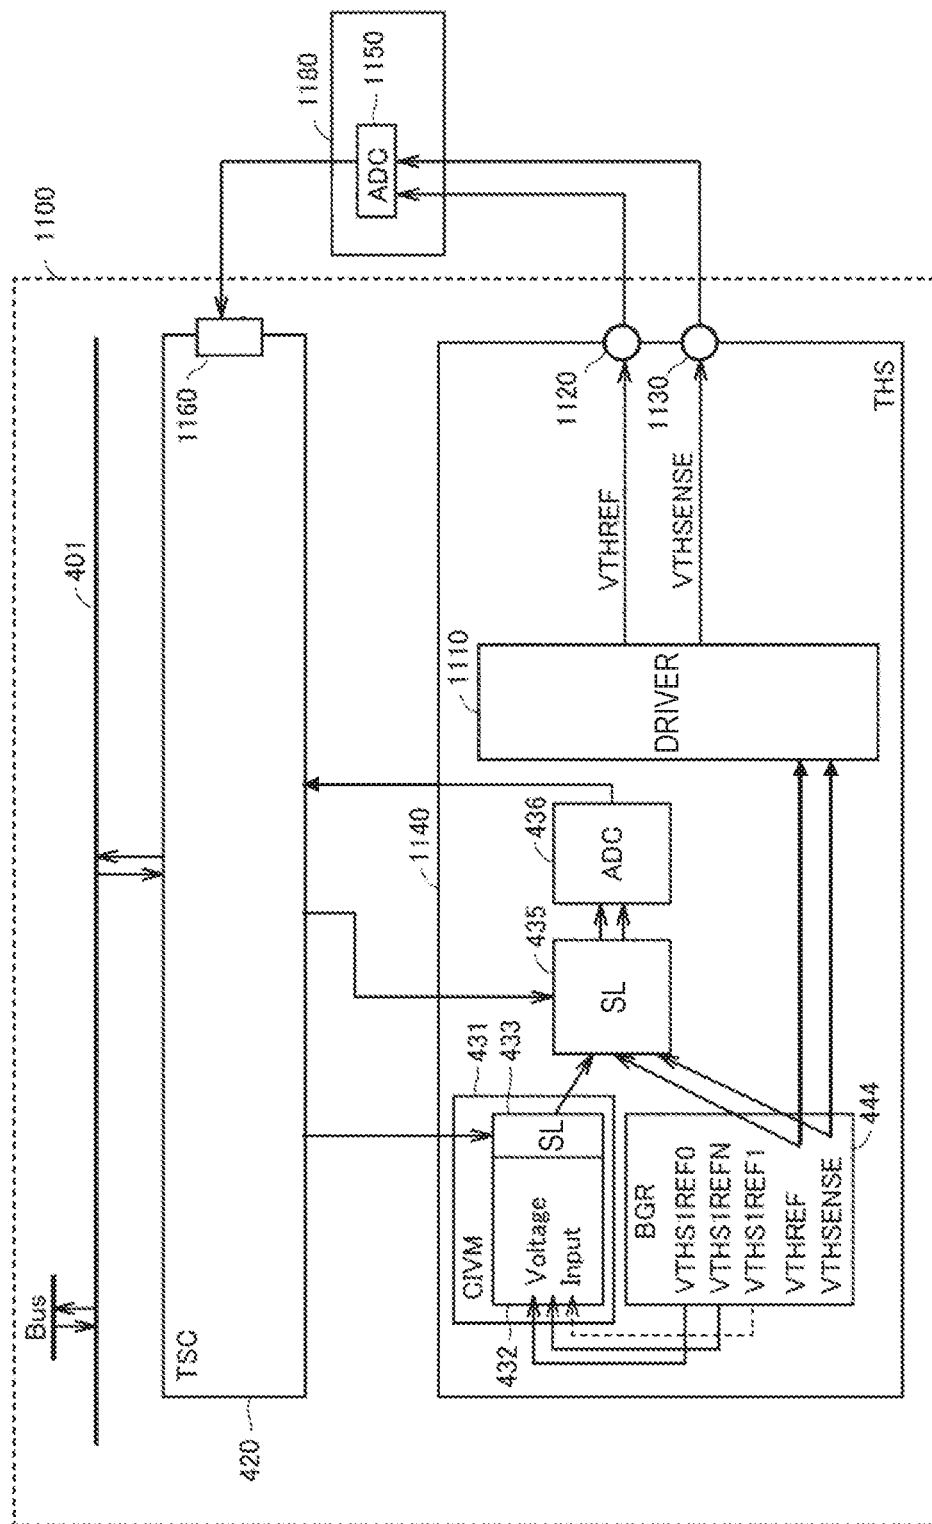 1100
Bus
401
TSC
420
1160
1180
1150
ADC
1140
431
433
CIVM
Voltage
Input
SL
432
435
SL
436
ADC
1110
DRIVER
VTHREF
VTHSENSE
1120
1130
BGR
VTHS1REF0
VTHS1REFN
VTHS1REF1
VTHREF
VTHSENSE
444
THS